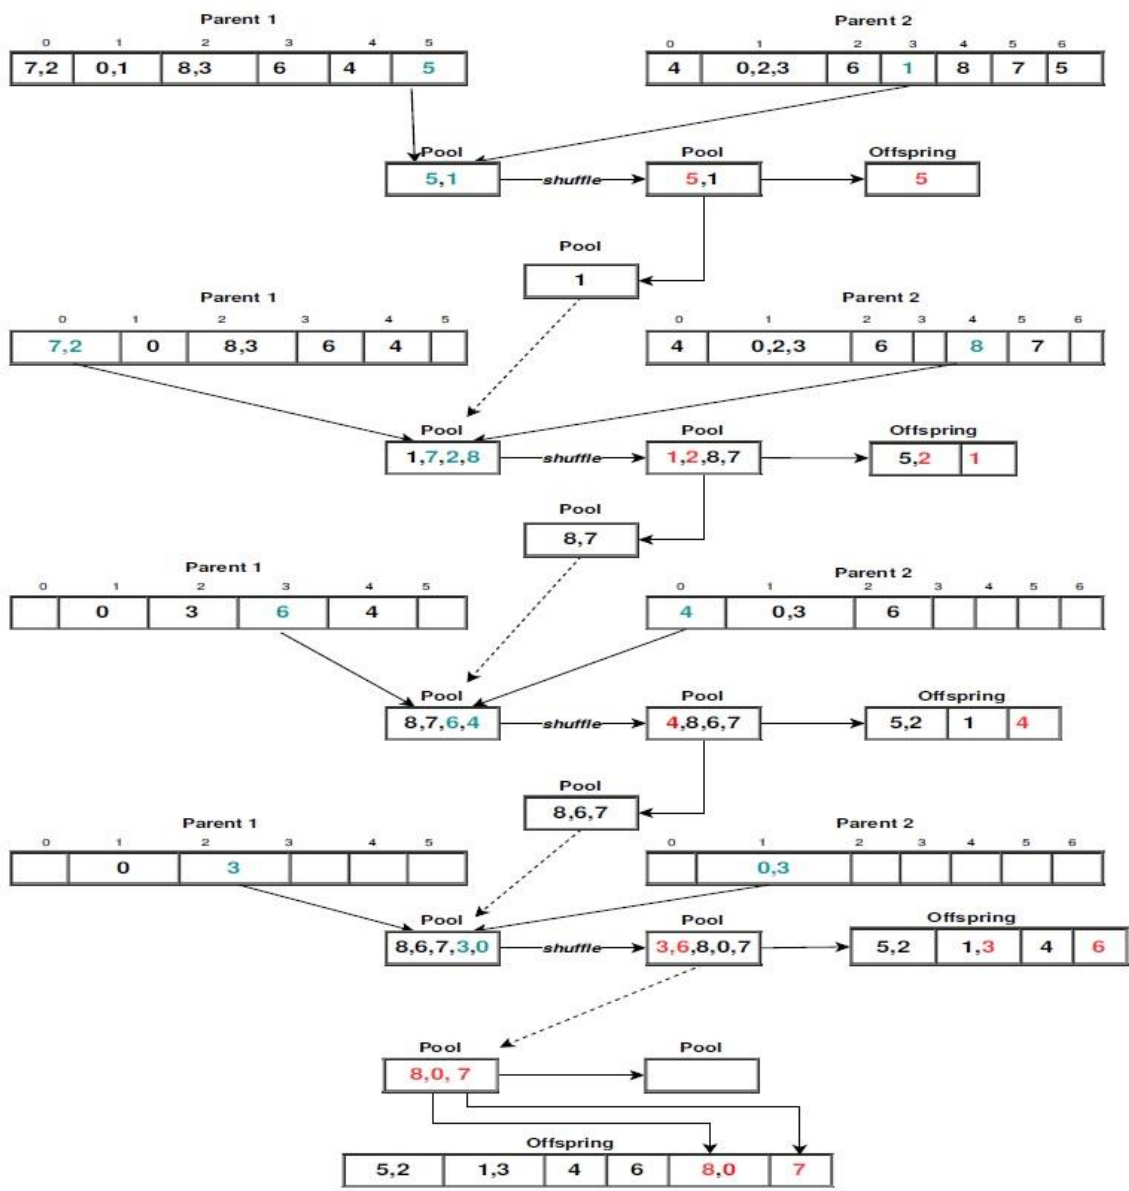 Parent 1 Parent 2
0 1 2 3 4 5 0 1 2 3 4 5 6
7,2 0,1 8,3 6 4 5 4 0,2,3 6 1 8 7 5
Pool Pool Offspring
5,1 shuffle 5,1 5
Pool
1
Parent 1 Parent 2
0 1 2 3 4 5 0 1 2 3 4 5 6
7,2 0 8,3 6 4 4 0,2,3 6 8 7
Pool Pool Offspring
1,7,2,8 shuffle 1,2,8,7 5,2 1
Pool
8,7
Parent 1 Parent 2
0 1 2 3 4 5 0 1 2 3 4 5 6
0 3 6 4 4 0,3 6
Pool Pool Offspring
8,7,6,4 shuffle 4,8,6,7 5,2 1 4
Pool
8,6,7
Parent 1 Parent 2
0 1 2 3 4 5 0 1 2 3 4 5 6
0 3 0,3
Pool Pool Offspring
8,6,7,3,0 shuffle 3,6,8,0,7 5,2 1,3 4 6
Pool Pool
8,0, 7
Offspring
5,2 1,3 4 6 8,0 7